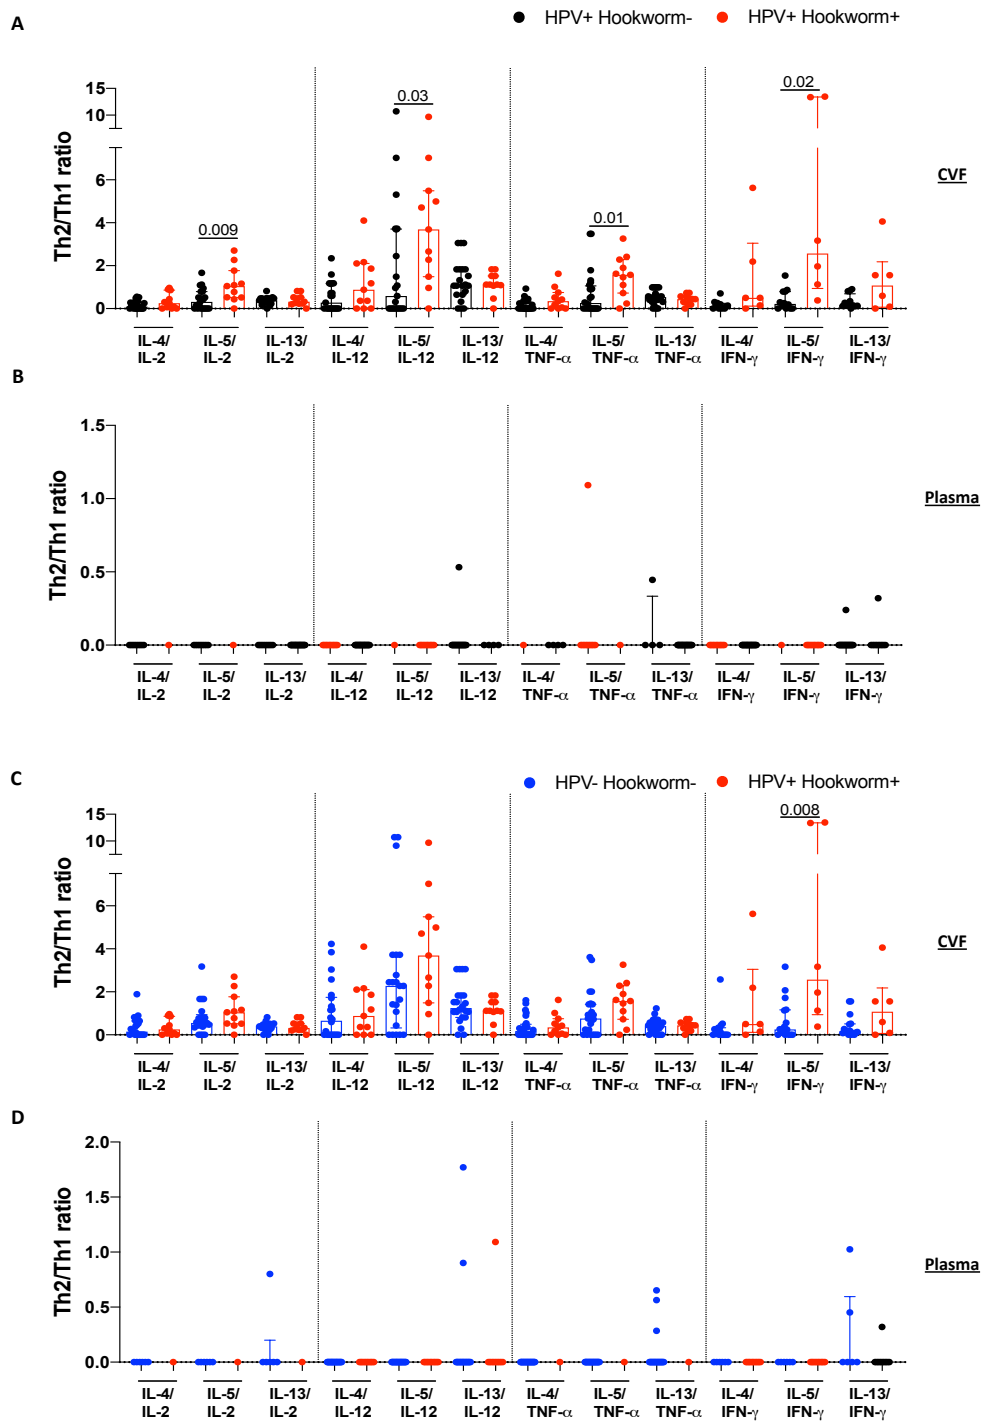 A
HPV+ Hookworm-
HPV+ Hookworm+
Th2/Th1 ratio
15
10
6
4
2
0
0.009
0.03
0.01
0.02
CVF
IL-4/ IL-5/ IL-13/ IL-4/ IL-5/ IL-13/ IL-4/ IL-5/ IL-13/ IL-4/ IL-5/ IL-13/
IL-2 IL-2 IL-2 IL-12 IL-12 IL-12 TNF-α TNF-α TNF-α IFN-γ IFN-γ IFN-γ
B
Th2/Th1 ratio
1.5
1.0
0.5
0.0
Plasma
IL-4/ IL-5/ IL-13/ IL-4/ IL-5/ IL-13/ IL-4/ IL-5/ IL-13/ IL-4/ IL-5/ IL-13/
IL-2 IL-2 IL-2 IL-12 IL-12 IL-12 TNF-α TNF-α TNF-α IFN-γ IFN-γ IFN-γ
C
HPV- Hookworm-
HPV+ Hookworm+
Th2/Th1 ratio
15
10
6
4
2
0
0.008
CVF
IL-4/ IL-5/ IL-13/ IL-4/ IL-5/ IL-13/ IL-4/ IL-5/ IL-13/ IL-4/ IL-5/ IL-13/
IL-2 IL-2 IL-2 IL-12 IL-12 IL-12 TNF-α TNF-α TNF-α IFN-γ IFN-γ IFN-γ
D
Th2/Th1 ratio
2.0
1.5
1.0
0.5
0.0
Plasma
IL-4/ IL-5/ IL-13/ IL-4/ IL-5/ IL-13/ IL-4/ IL-5/ IL-13/ IL-4/ IL-5/ IL-13/
IL-2 IL-2 IL-2 IL-12 IL-12 IL-12 TNF-α TNF-α TNF-α IFN-γ IFN-γ IFN-γ